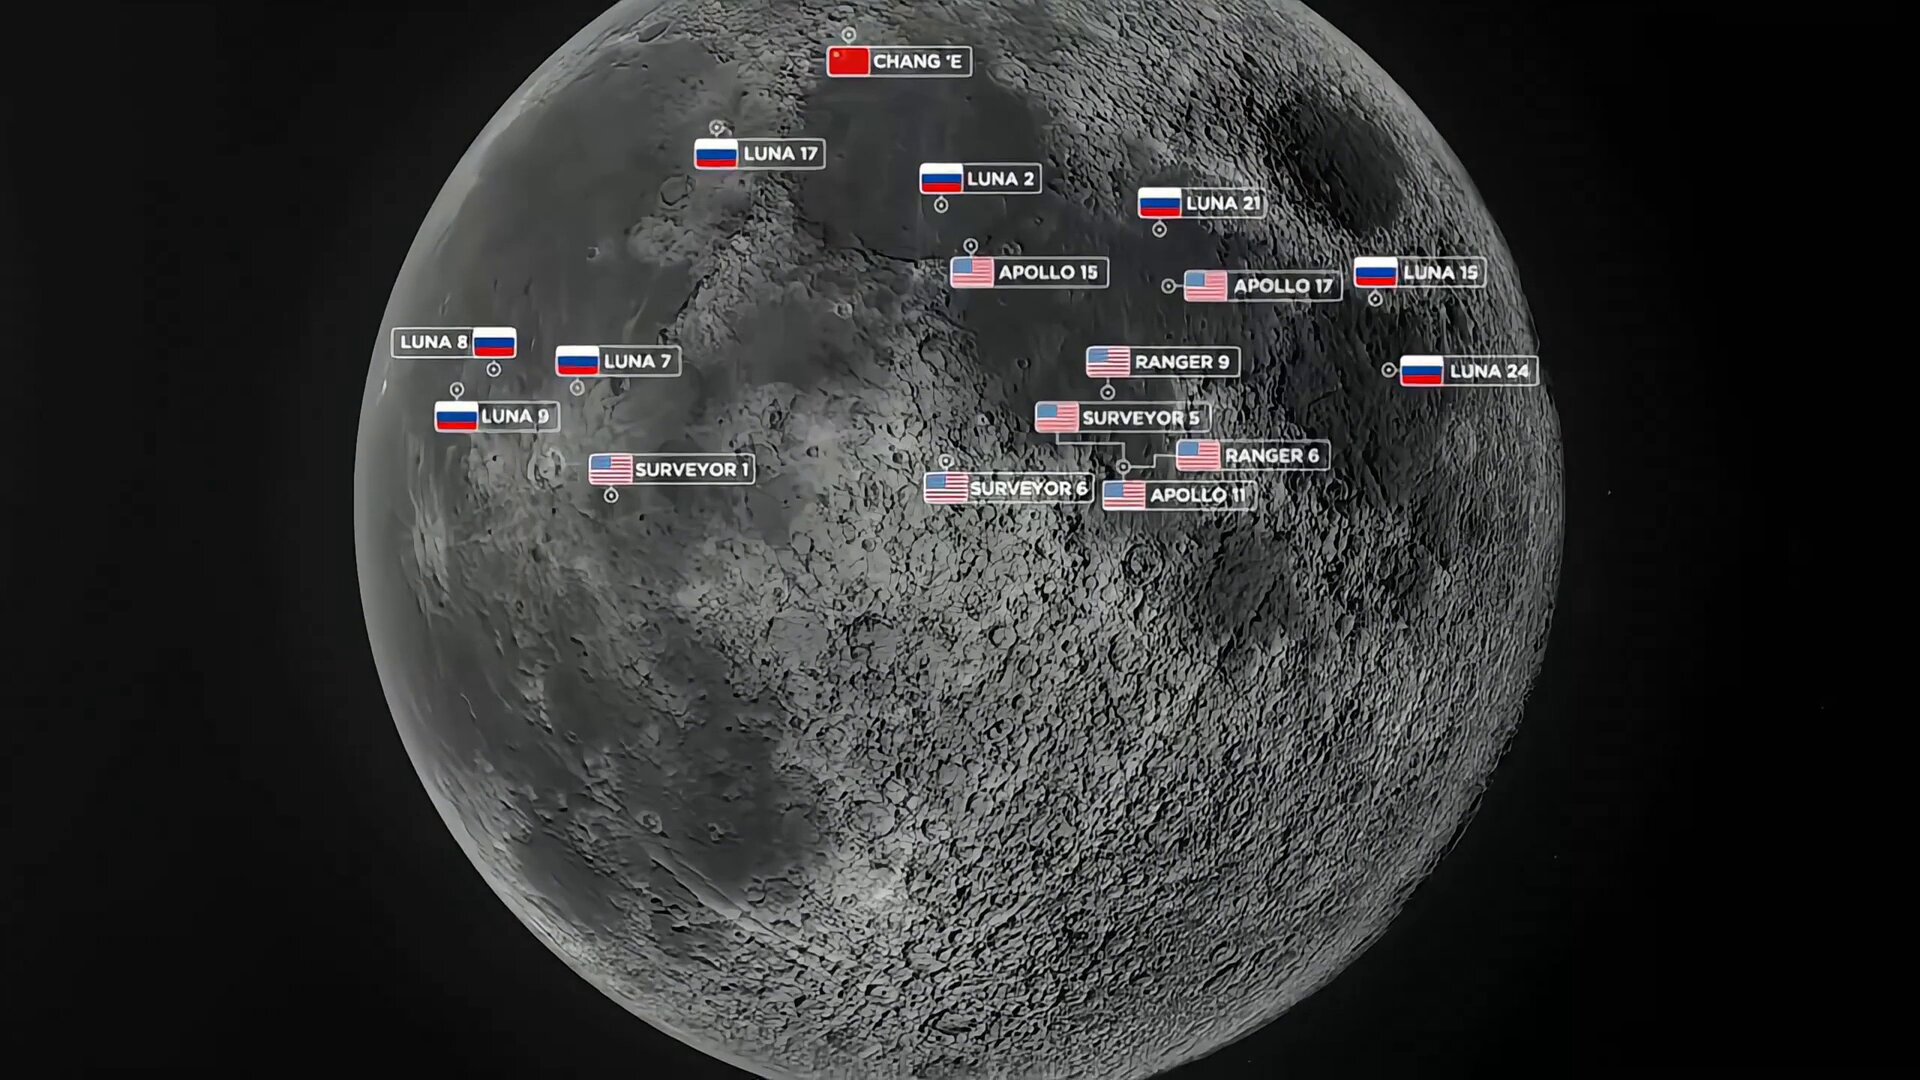 CHANG 'E
LUNA 17
LUNA 2
LUNA 21
APOLLO 15
APOLLO 17
LUNA 15
LUNA 8
LUNA 7
RANGER 9
LUNA 24
LUNA 9
SURVEYOR 5
RANGER 6
SURVEYOR 1
SURVEYOR 6
APOLLO 11